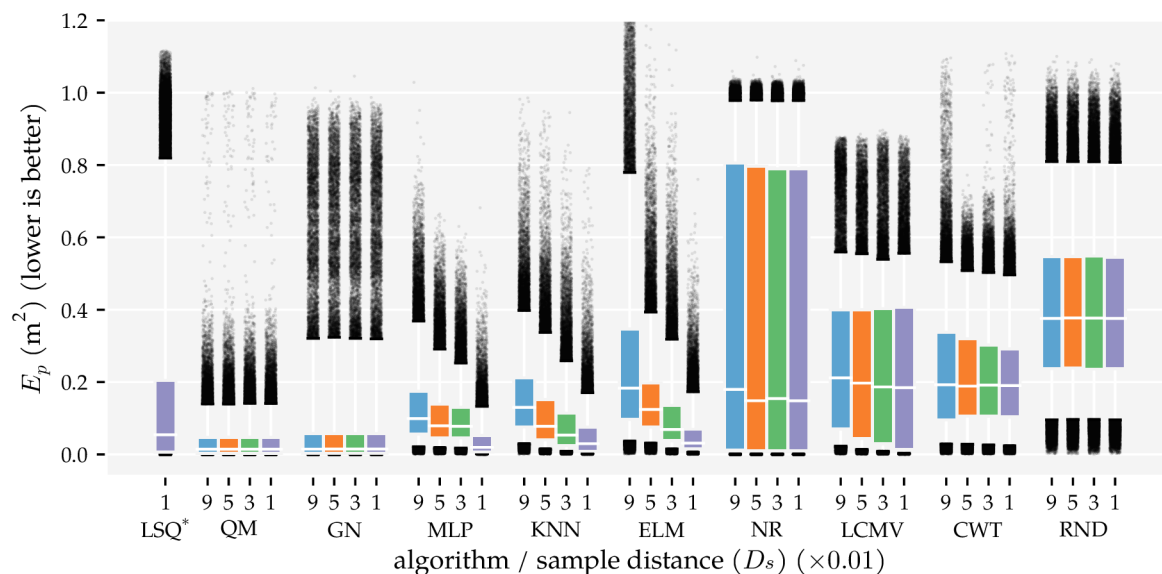 1.2
1.0
0.8
0.6
0.4
0.2
0.0
E_p (m²) (lower is better)
1 9 5 3 1 9 5 3 1 9 5 3 1 9 5 3 1 9 5 3 1 9 5 3 1 9 5 3 1 9 5 3 1 9 5 3 1
LSQ* QM GN MLP KNN ELM NR LCMV CWT RND
algorithm / sample distance (D_s) (×0.01)